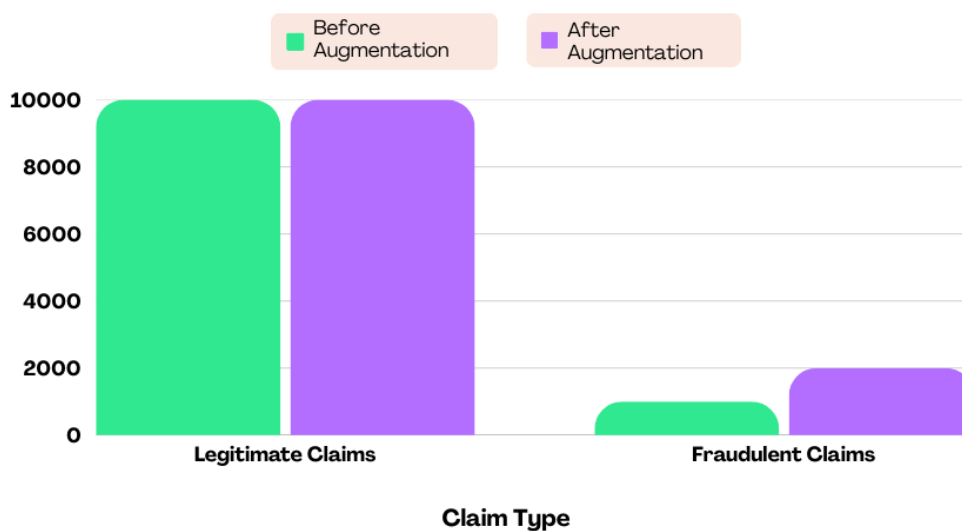 Before
Augmentation
After
Augmentation
10000
8000
6000
4000
2000
0
Legitimate Claims
Fraudulent Claims
Claim Type